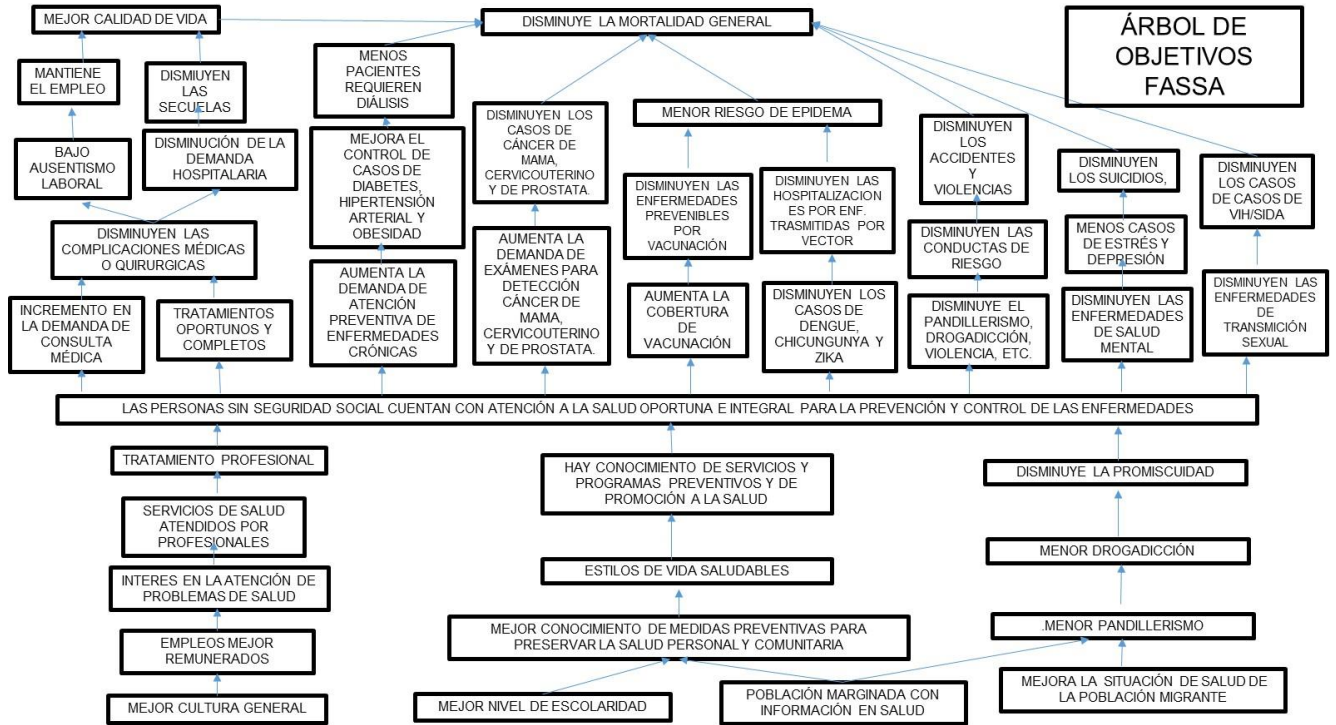 MEJOR CALIDAD DE VIDA
DISMINUYE LA MORTALIDAD GENERAL
ÁRBOL DE
OBJETIVOS
FASSA
MANTIENE
EL EMPLEO
DISMIUYEN
LAS
SECUELAS
MENOS
PACIENTES
REQUIEREN
DIÁLISIS
BAJO
AUSENTISMO
LABORAL
DISMINUCIÓN DE LA
DEMANDA
HOSPITALARIA
MEJORA EL
CONTROL DE
CASOS DE
DIABETES,
HIPERTENSIÓN
ARTERIAL Y
OBESIDAD
DISMINUYEN LOS
CASOS DE
CÁNCER DE
MAMA,
CERVICOUTERINO
Y DE PROSTATA.
MENOR RIESGO DE EPIDEMA
DISMINUYEN LAS
ENFERMEDADES
PREVENIBLES
POR
VACUNACIÓN
DISMINUYEN LAS
HOSPITALIZACION
ES POR ENF.
TRASMITIDAS POR
VECTOR
DISMINUYEN
LOS
ACCIDENTES
Y
VIOLENCIAS
DISMINUYEN
LOS SUICIDIOS,
DISMINUYEN
LOS CASOS
DE CASOS DE
VIH/SIDA
DISMINUYEN LAS
COMPLICACIONES MÉDICAS
O QUIRURGICAS
DISMINUYEN LAS
CONDUCTAS DE
RIESGO
MENOS CASOS
DE ESTRÉS Y
DEPRESIÓN
INCREMENTO EN
LA DEMANDA DE
CONSULTA
MÉDICA
TRATAMIENTOS
OPORTUNOS Y
COMPLETOS
AUMENTA LA
DEMANDA DE
ATENCIÓN
PREVENTIVA DE
ENFERMEDADES
CRÓNICAS
AUMENTA LA
DEMANDA DE
EXÁMENES PARA
DETECCIÓN
CÁNCER DE
MAMA,
CERVICOUTERINO
Y DE PROSTATA.
AUMENTA LA
COBERTURA
DE
VACUNACIÓN
DISMINUYEN LOS
CASOS DE
DENGUE,
CHICUNGUNYA Y
ZIKA
DISMINUYE EL
PANDILLERISMO,
DROGADICCIÓN,
VIOLENCIA, ETC.
DISMINUYEN LAS
ENFERMEDADES
DE SALUD
MENTAL
DISMINUYEN LAS
ENFERMEDADES
DE
TRANSMICIÓN
SEXUAL
LAS PERSONAS SIN SEGURIDAD SOCIAL CUENTAN CON ATENCIÓN A LA SALUD OPORTUNA E INTEGRAL PARA LA PREVENCIÓN Y CONTROL DE LAS ENFERMEDADES
TRATAMIENTO PROFESIONAL
SERVICIOS DE SALUD
ATENDIDOS POR
PROFESIONALES
INTERES EN LA ATENCIÓN DE
PROBLEMAS DE SALUD
EMPLEOS MEJOR
REMUNERADOS
MEJOR CULTURA GENERAL
HAY CONOCIMIENTO DE SERVICIOS Y
PROGRAMAS PREVENTIVOS Y DE
PROMOCIÓN A LA SALUD
ESTILOS DE VIDA SALUDABLES
MEJOR CONOCIMIENTO DE MEDIDAS PREVENTIVAS PARA
PRESERVAR LA SALUD PERSONAL Y COMUNITARIA
MEJOR NIVEL DE ESCOLARIDAD
POBLACIÓN MARGINADA CON
INFORMACIÓN EN SALUD
DISMINUYE LA PROMISCUIDAD
MENOR DROGADICCIÓN
.MENOR PANDILLERISMO
MEJORA LA SITUACIÓN DE SALUD DE
LA POBLACIÓN MIGRANTE